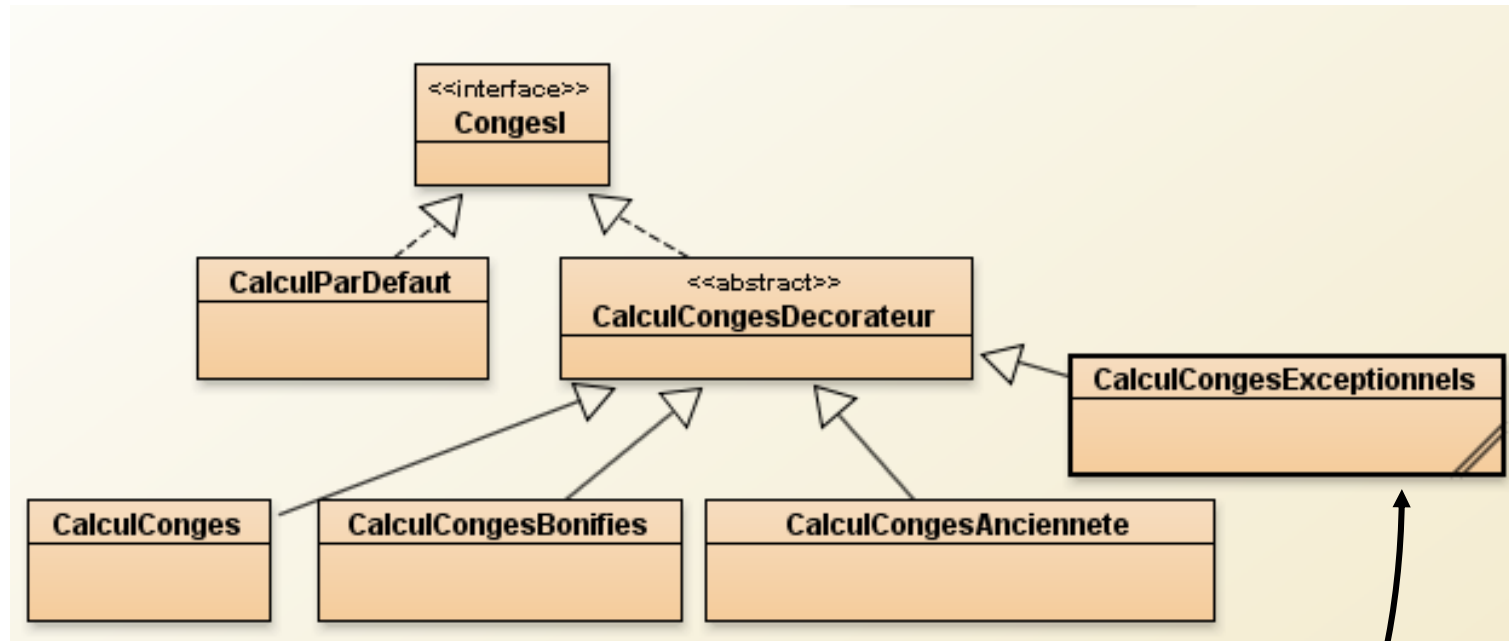 <<interface>>
CongesI
CalculParDefaut
<<abstract>>
CalculCongesDecorateur
CalculCongesExceptionnels
CalculConges
CalculCongesBonifies
CalculCongesAnciennete